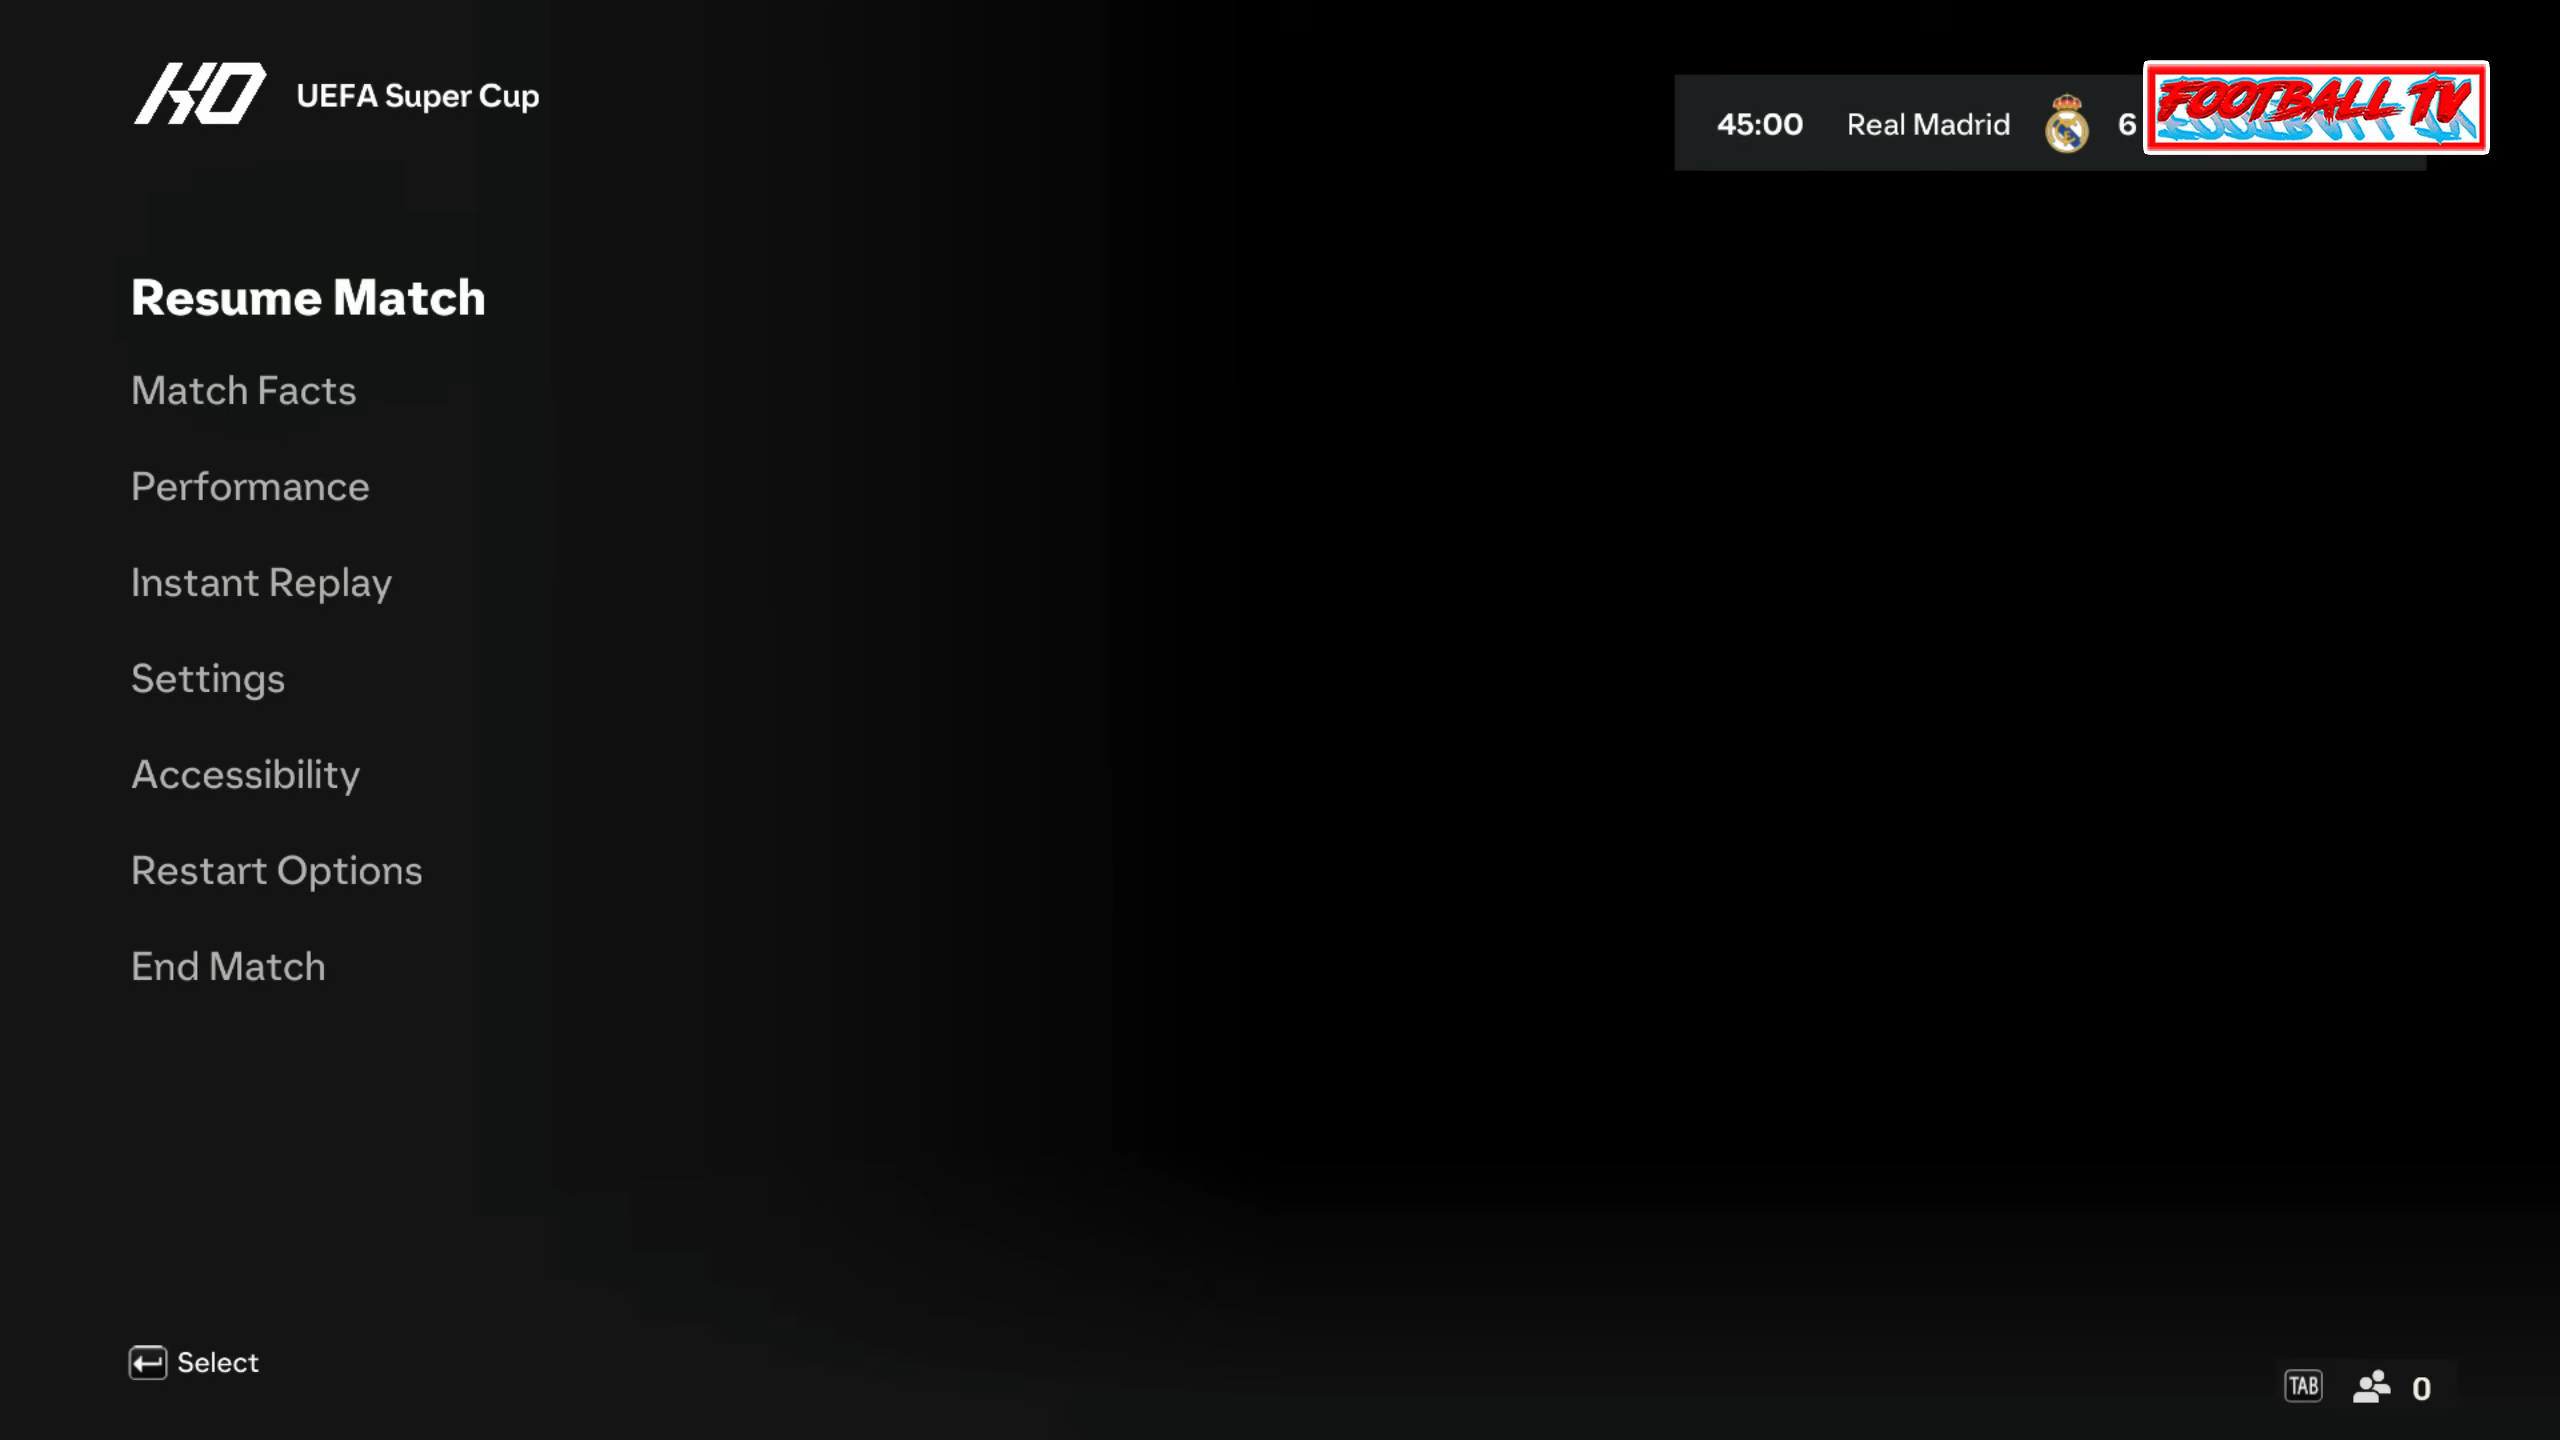 KO UEFA Super Cup
45:00 Real Madrid 6
FOOTBALL TV
Resume Match
Match Facts
Performance
Instant Replay
Settings
Accessibility
Restart Options
End Match
Select
TAB 0